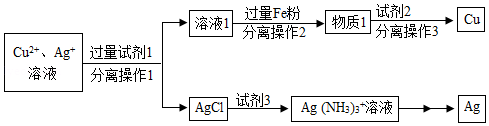 Cu²⁺、Ag⁺
溶液
过量试剂1
分离操作1
溶液1
过量Fe粉
分离操作2
物质1
试剂2
分离操作3
Cu
AgCl
试剂3
Ag (NH₃)₃⁺溶液
Ag